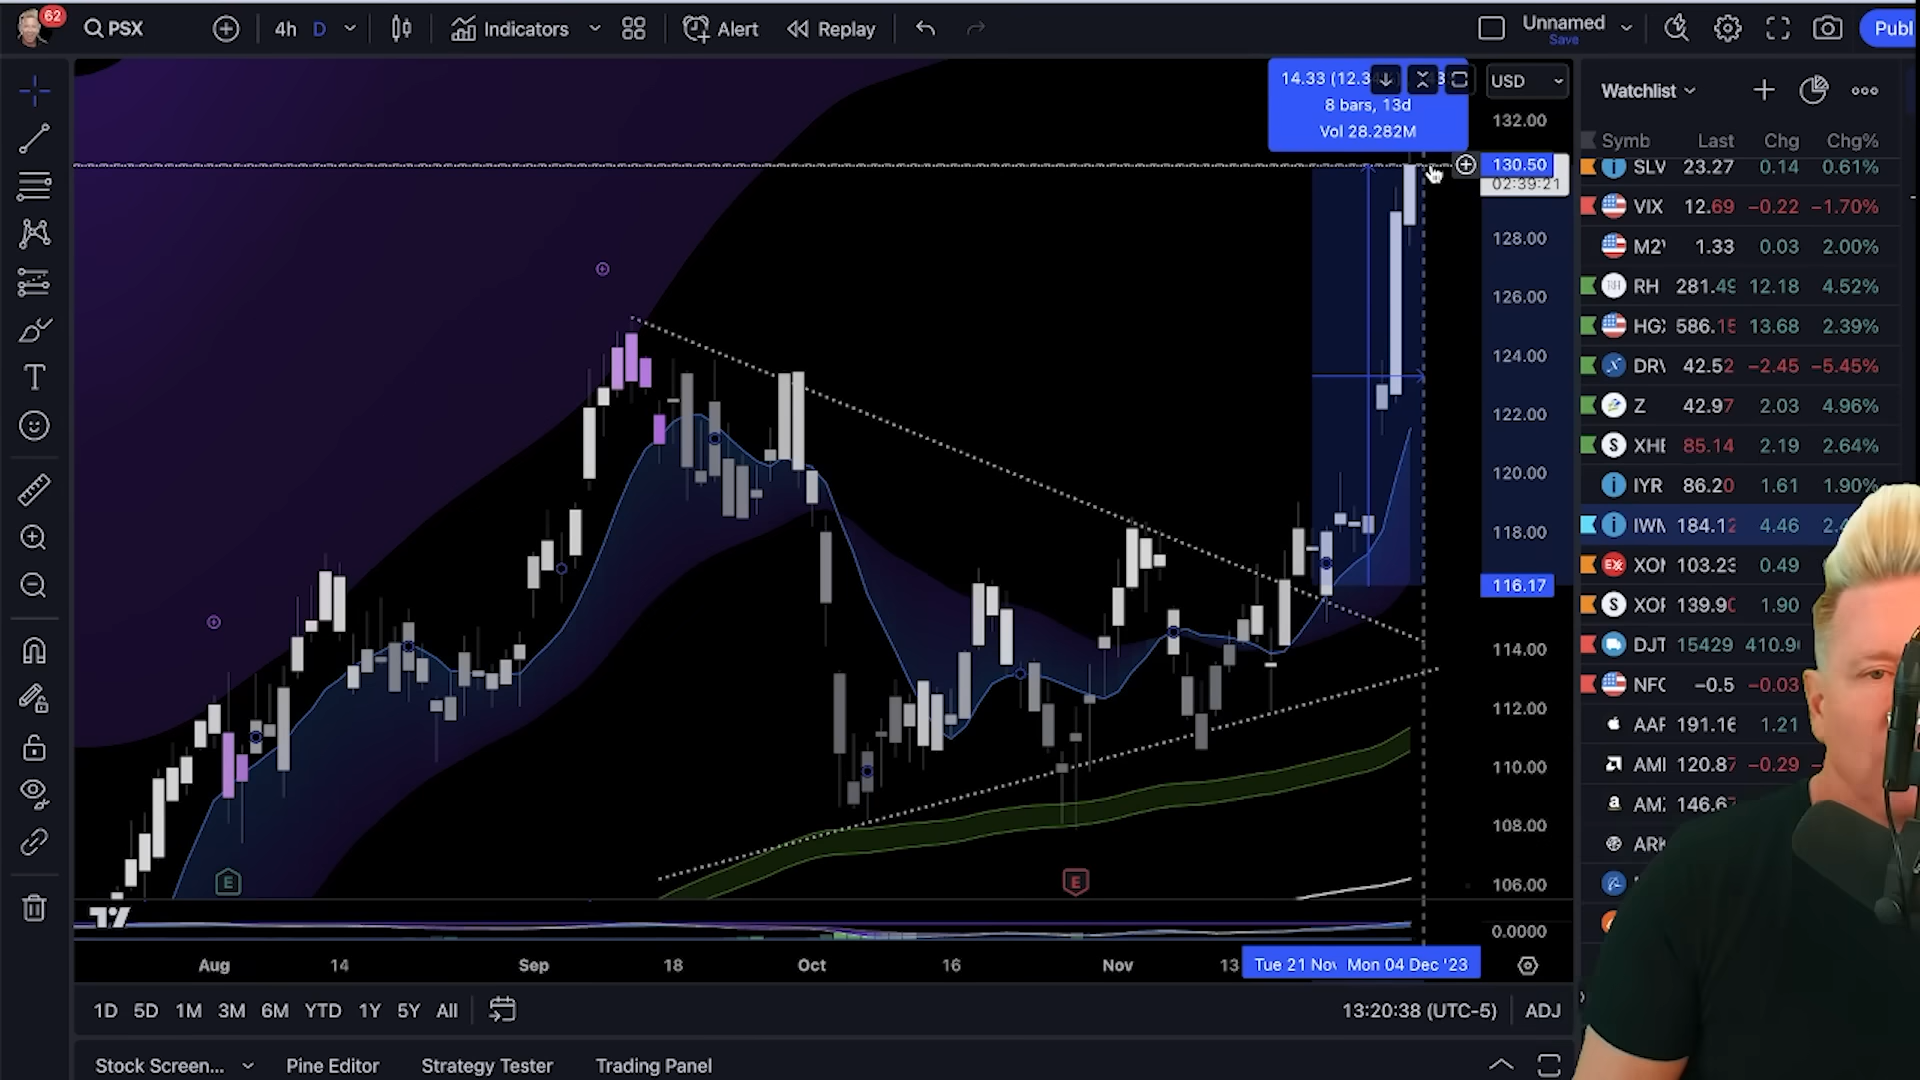 62
PSX
4h D
Indicators
Alert
Replay
Unnamed
Save
Publ
14.33 (12.3
8 bars, 13d
Vol 28.282M
USD
132.00
130.50
02:39:21
128.00
126.00
124.00
122.00
120.00
118.00
116.17
114.00
112.00
110.00
108.00
106.00
0.0000
E
E
Aug 14 Sep 18 Oct 16 Nov 13
Tue 21 Nov Mon 04 Dec '23
1D 5D 1M 3M 6M YTD 1Y 5Y All
13:20:38 (UTC-5) ADJ
Stock Screen... Pine Editor Strategy Tester Trading Panel
Watchlist
Symb Last Chg Chg%
SLV 23.27 0.14 0.61%
VIX 12.69 −0.22 −1.70%
M2 1.33 0.03 2.00%
RH 281.49 12.18 4.52%
HG 586.15 13.68 2.39%
DRV 42.52 −2.45 −5.45%
Z 42.97 2.03 4.96%
XHE 85.14 2.19 2.64%
IYR 86.20 1.61 1.90%
IWM 184.12 4.46 2.4
XOM 103.23 0.49
XOP 139.90 1.90
DJT 15429 410.9
NFC −0.5 −0.03
AAP 191.16 1.21
AMI 120.87 −0.29
AM 146.67
ARK